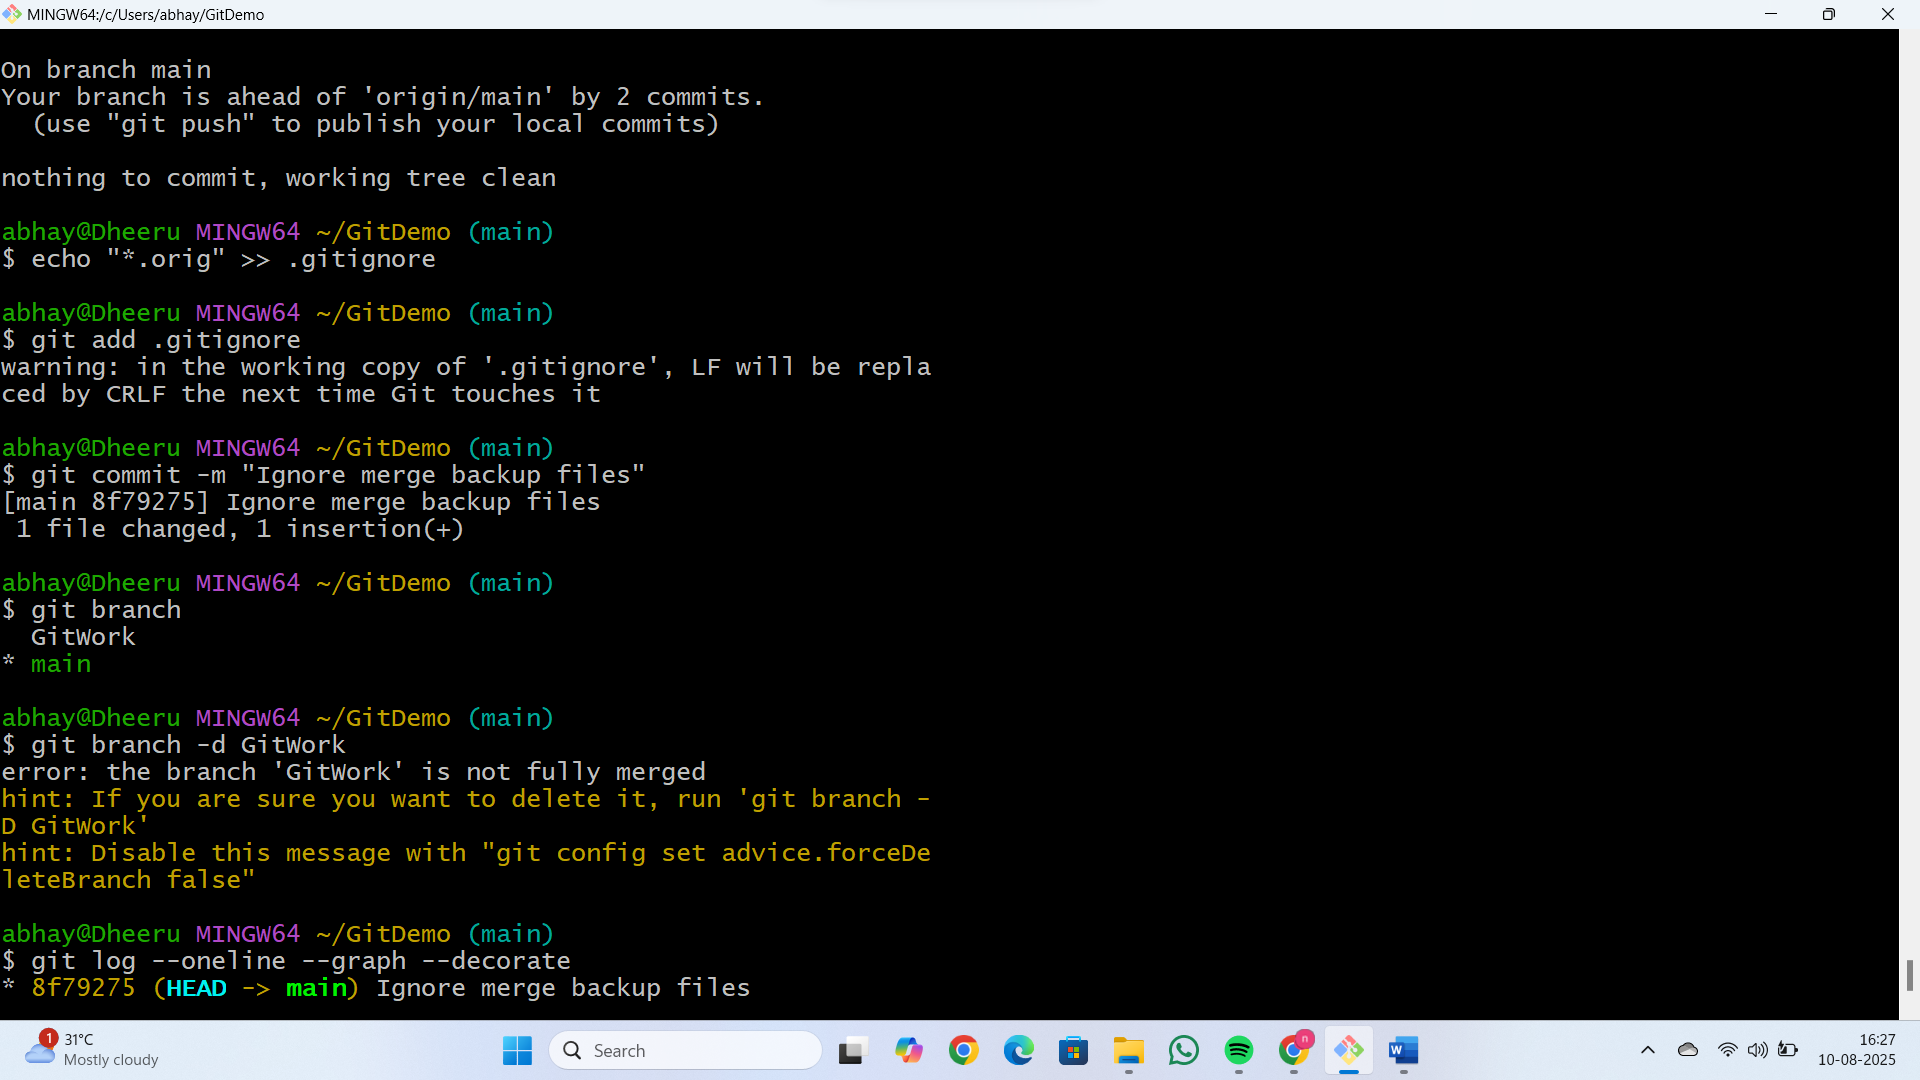 MINGW64:/c/Users/abhay/GitDemo
On branch main
Your branch is ahead of 'origin/main' by 2 commits.
  (use "git push" to publish your local commits)
nothing to commit, working tree clean
abhay@Dheeru MINGW64 ~/GitDemo (main)
$ echo "*.orig" >> .gitignore
abhay@Dheeru MINGW64 ~/GitDemo (main)
$ git add .gitignore
warning: in the working copy of '.gitignore', LF will be repla
ced by CRLF the next time Git touches it
abhay@Dheeru MINGW64 ~/GitDemo (main)
$ git commit -m "Ignore merge backup files"
[main 8f79275] Ignore merge backup files
 1 file changed, 1 insertion(+)
abhay@Dheeru MINGW64 ~/GitDemo (main)
$ git branch
  GitWork
* main
abhay@Dheeru MINGW64 ~/GitDemo (main)
$ git branch -d GitWork
error: the branch 'GitWork' is not fully merged
hint: If you are sure you want to delete it, run 'git branch -
D GitWork'
hint: Disable this message with "git config set advice.forceDe
leteBranch false"
abhay@Dheeru MINGW64 ~/GitDemo (main)
$ git log --oneline --graph --decorate
* 8f79275 (HEAD -> main) Ignore merge backup files
1
31°C
Mostly cloudy
Search
n
W
16:27
10-08-2025